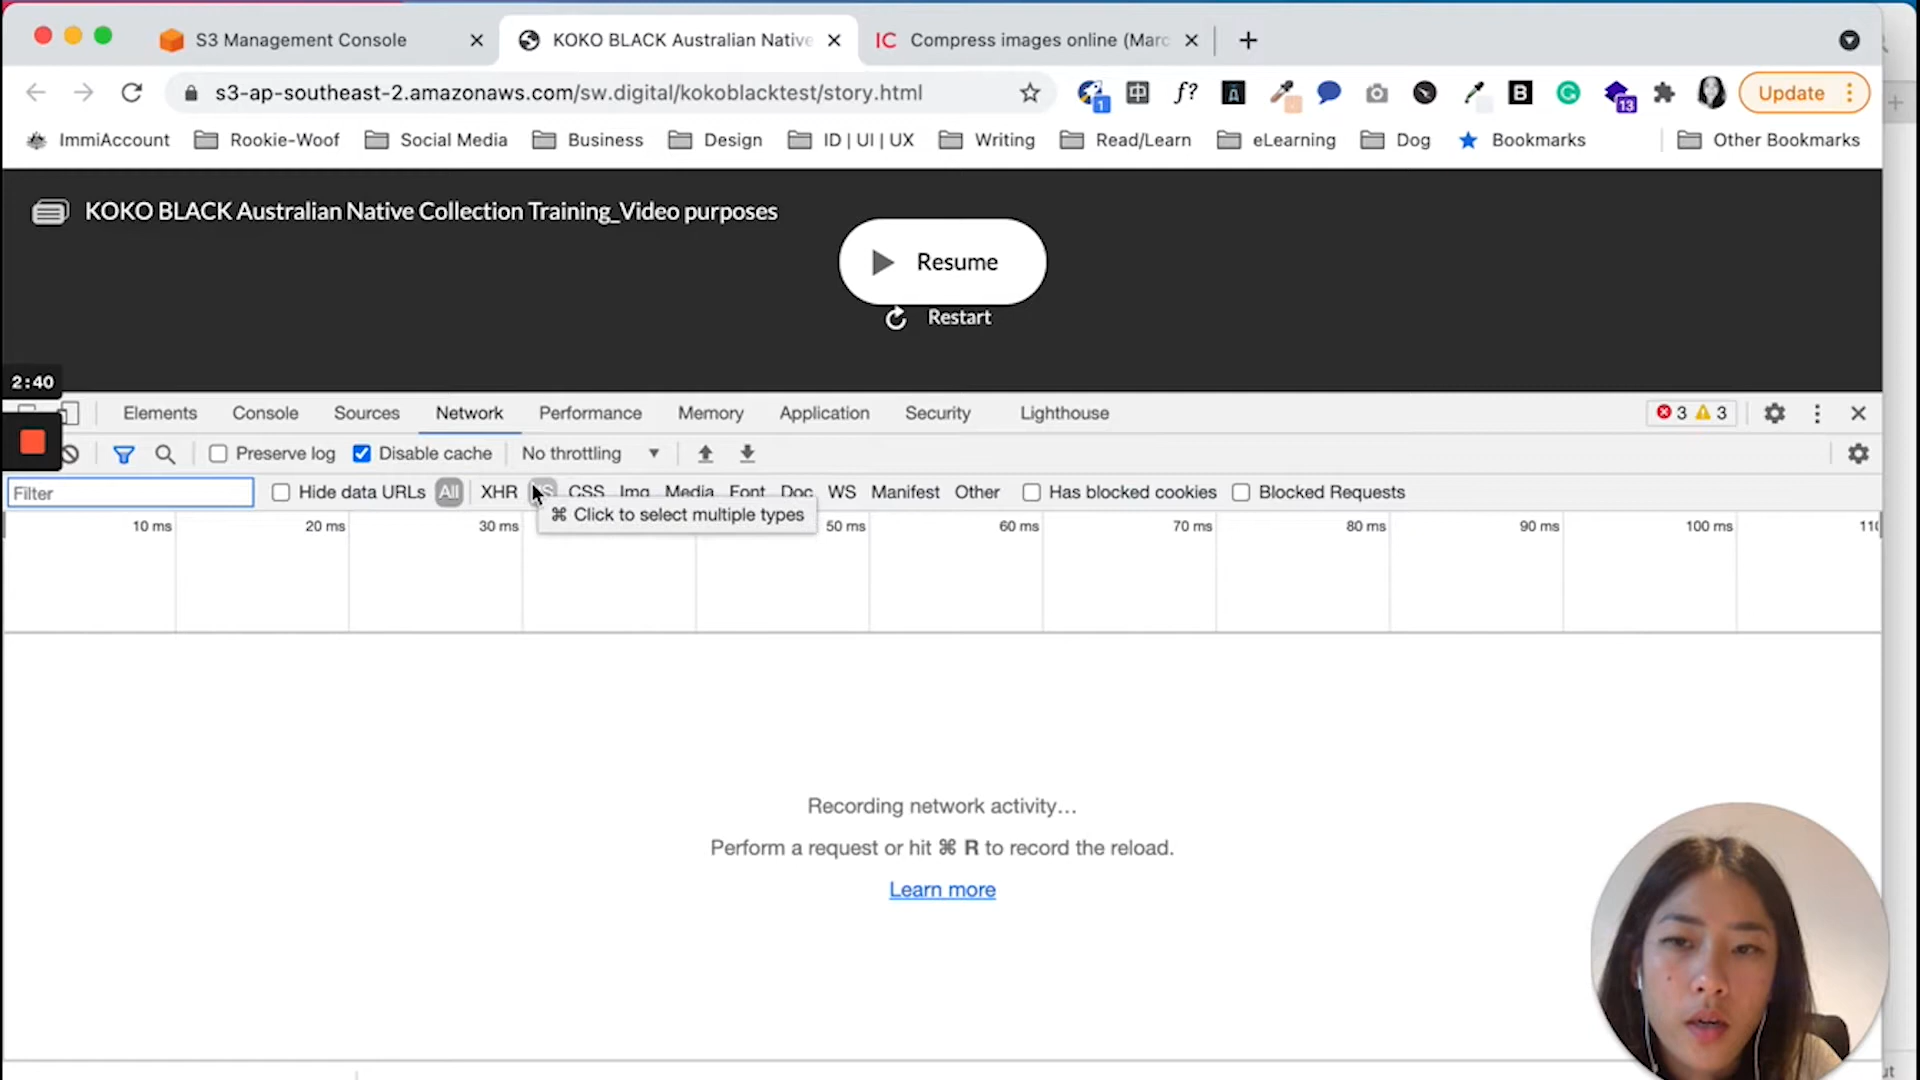 S3 Management Console
KOKO BLACK Australian Native
IC Compress images online (Marc
s3-ap-southeast-2.amazonaws.com/sw.digital/kokoblacktest/story.html
1
中
f?
B
13
Update
ImmiAccount
Rookie-Woof
Social Media
Business
Design
ID | UI | UX
Writing
Read/Learn
eLearning
Dog
Bookmarks
Other Bookmarks
KOKO BLACK Australian Native Collection Training_Video purposes
Resume
Restart
2:40
Elements Console Sources Network Performance Memory Application Security Lighthouse 3 3
Preserve log Disable cache No throttling
Filter Hide data URLs All XHR CSS Img Media Font Doc WS Manifest Other Has blocked cookies Blocked Requests
⌘ Click to select multiple types
10 ms 20 ms 30 ms 50 ms 60 ms 70 ms 80 ms 90 ms 100 ms
Recording network activity…
Perform a request or hit ⌘ R to record the reload.
Learn more